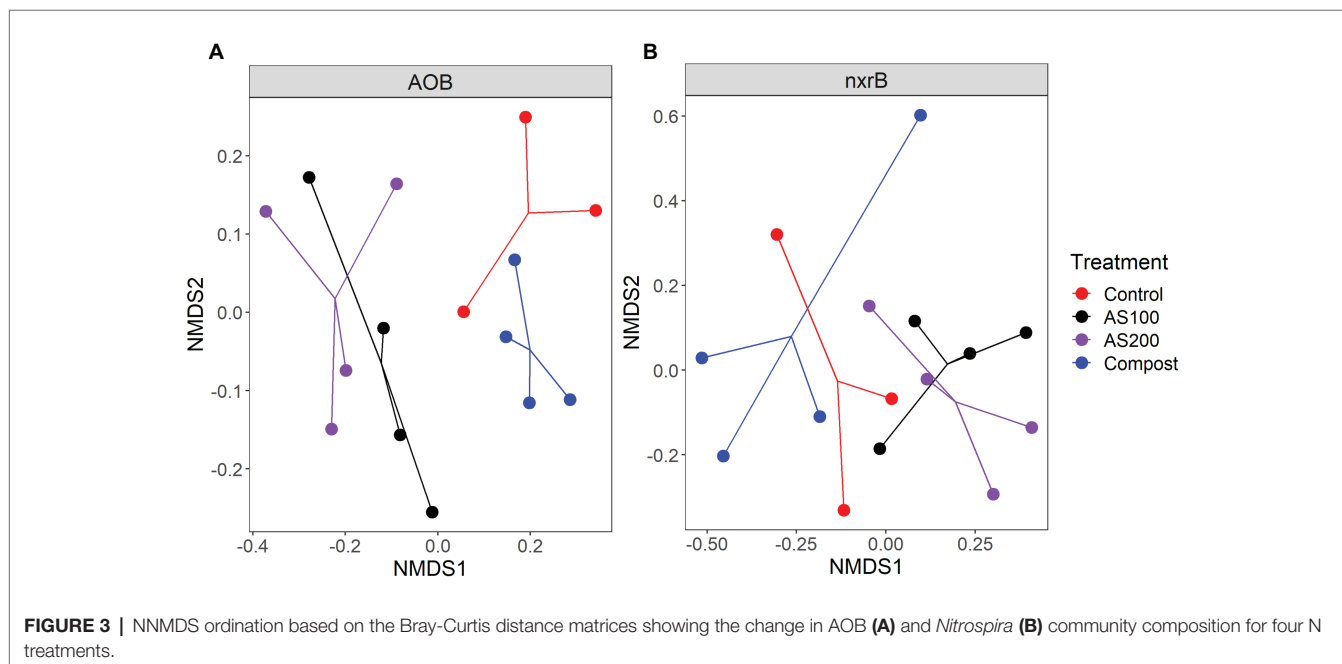 A
B
AOB
nxrB
NMDS2
0.2
0.1
0.0
-0.1
-0.2
-0.4
-0.2
0.0
0.2
NMDS1
NMDS2
0.6
0.4
0.2
0.0
-0.2
-0.50
-0.25
0.00
0.25
NMDS1
Treatment
Control
AS100
AS200
Compost
FIGURE 3 | NNMDS ordination based on the Bray-Curtis distance matrices showing the change in AOB (A) and Nitrospira (B) community composition for four N
treatments.